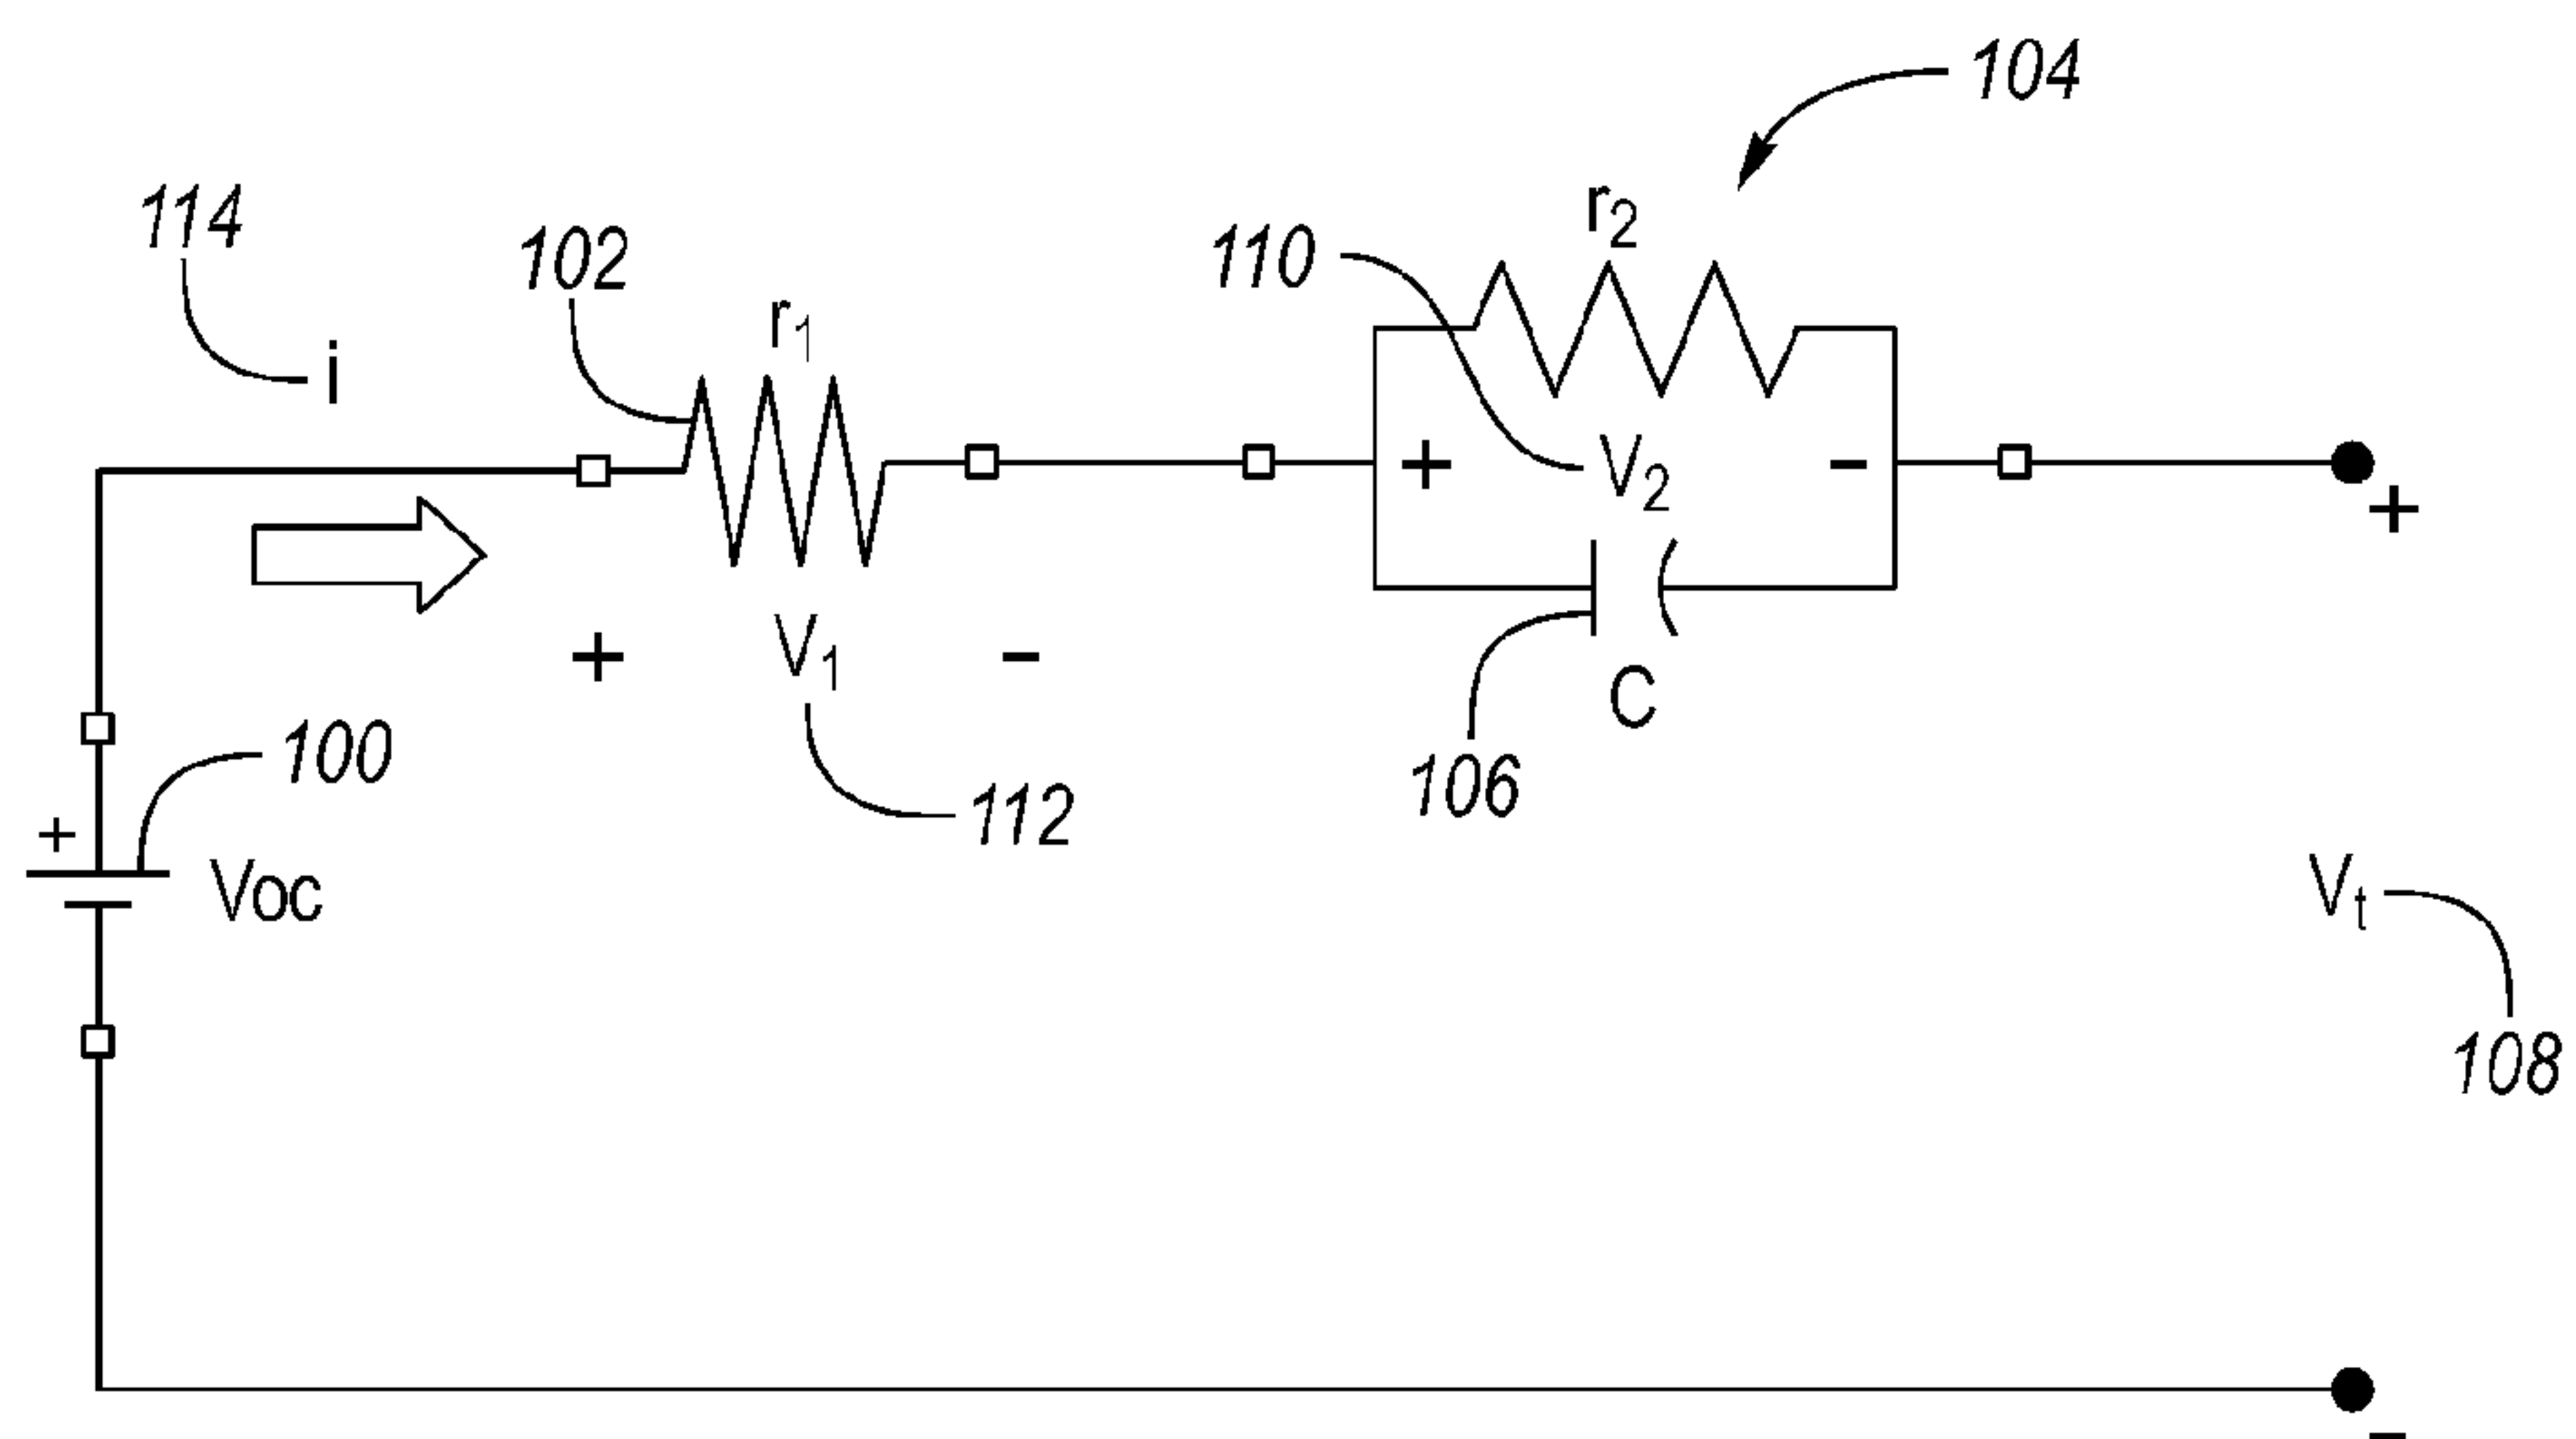 104
114
102
110
r2
r1
i
+ V2 - +
+ V1 -
C
100
106
112
+
Voc
Vt
108
-